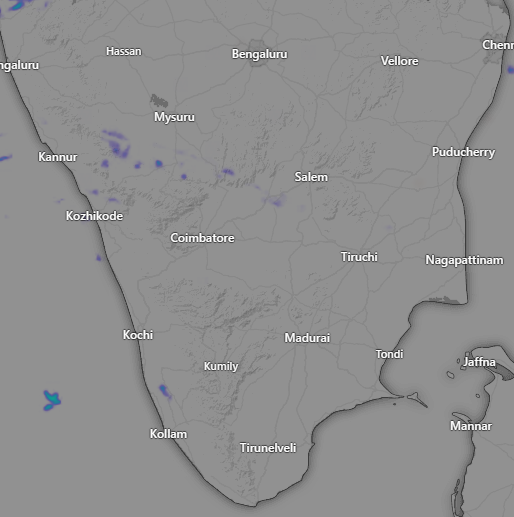 Chenn
Hassan
Bengaluru
Vellore
ngaluru
Mysuru
Puducherry
Kannur
Salem
Kozhikode
Coimbatore
Tiruchi
Nagapattinam
Kochi
Madurai
Tondi
Jaffna
Kumily
Mannar
Kollam
Tirunelveli